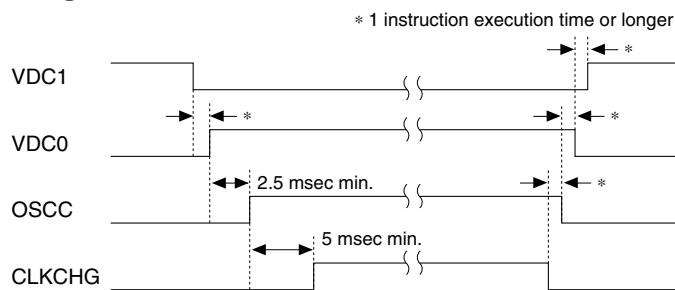 * 1 instruction execution time or longer
*
VDC1
*
*
VDC0
2.5 msec min.
*
OSCC
5 msec min.
CLKCHG